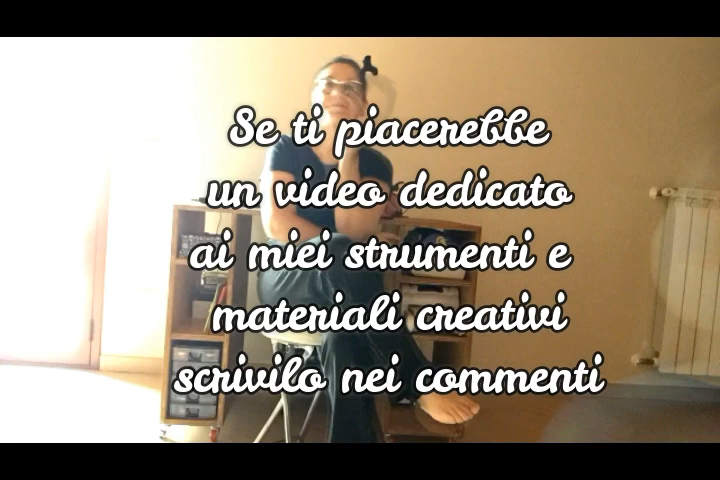 Se ti piacerebbe
un video dedicato
ai miei strumenti e
materiali creativi
scrivilo nei commenti